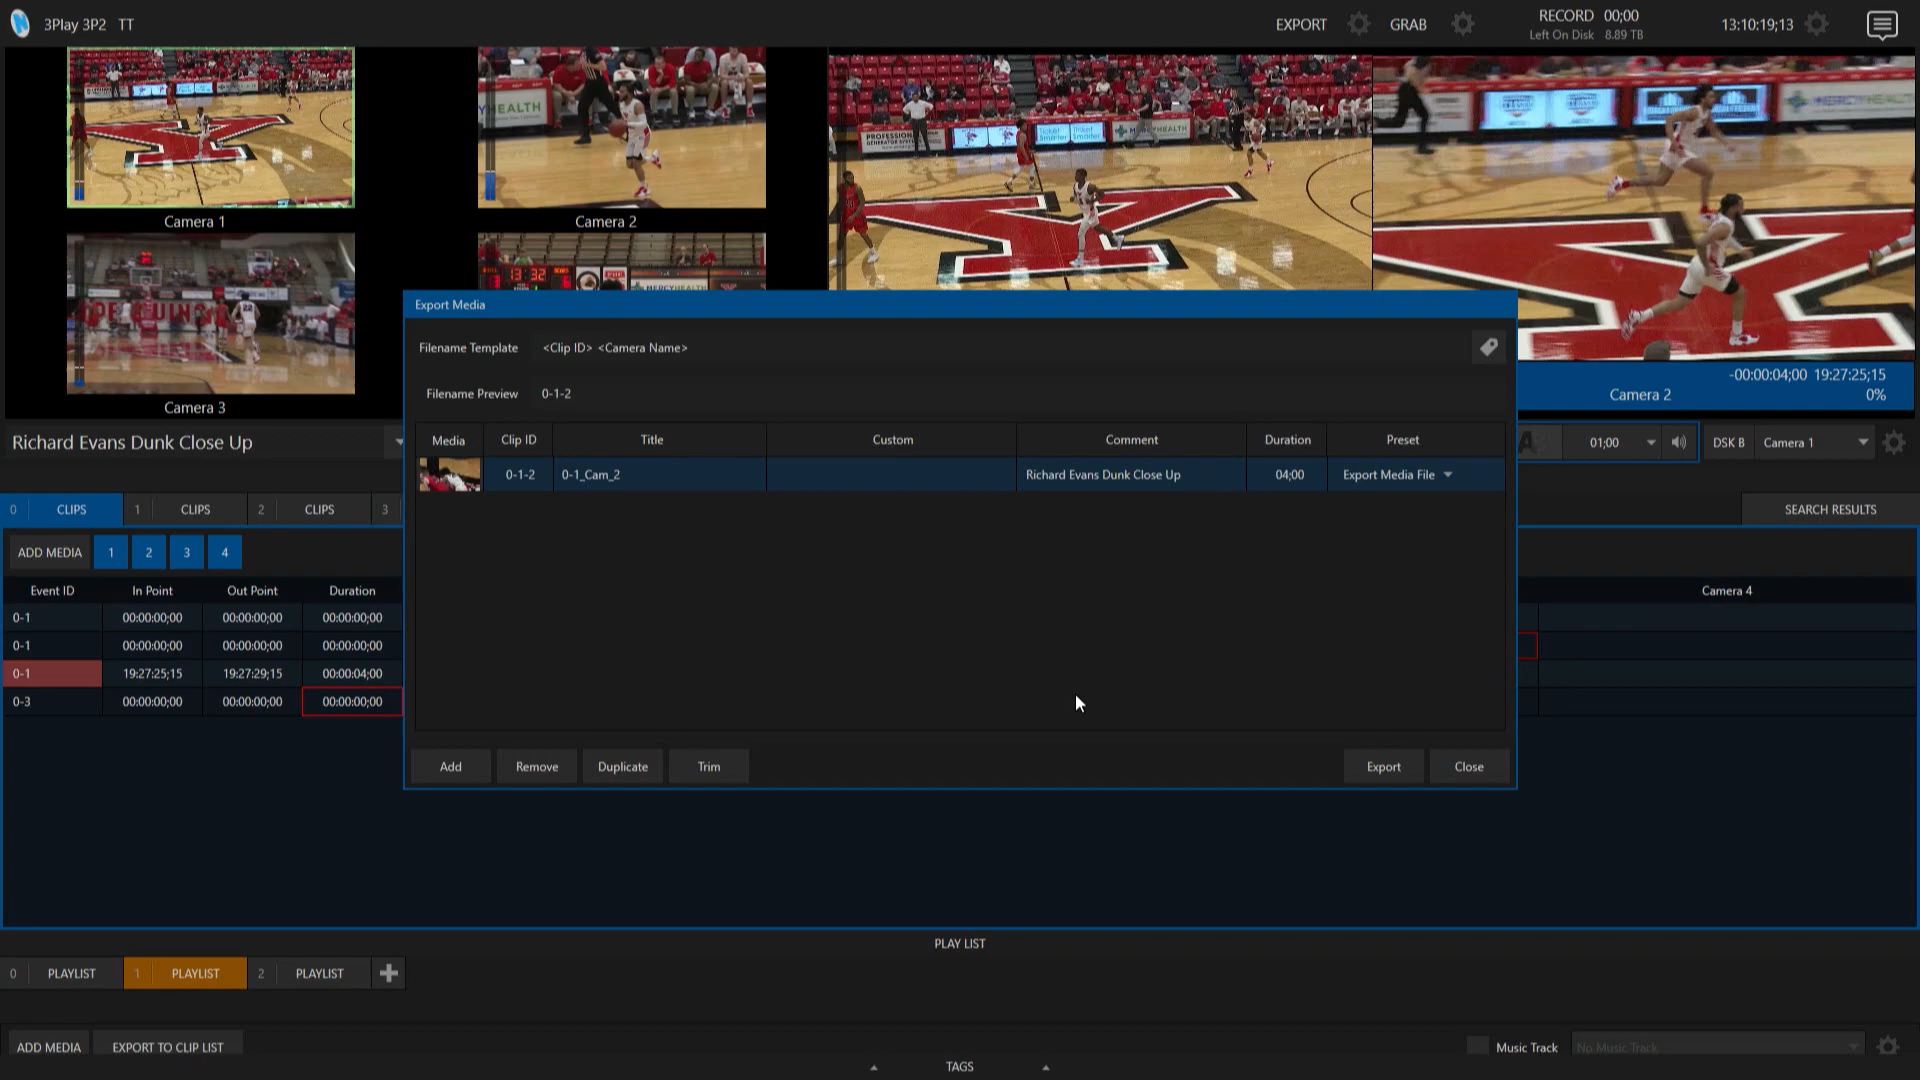 3Play 3P2 TT
EXPORT
GRAB
RECORD 00;00
Left On Disk 8.89 TB
13:10:19;13
Camera 1
Camera 2
Camera 3
-00:00:04;00 19:27:25;15
Camera 2
0%
Richard Evans Dunk Close Up
01;00
DSK B
Camera 1
0 CLIPS
1 CLIPS
2 CLIPS
3
SEARCH RESULTS
ADD MEDIA 1 2 3 4
Event ID In Point Out Point Duration
Camera 4
0-1 00:00:00;00 00:00:00;00 00:00:00;00
0-1 00:00:00;00 00:00:00;00 00:00:00;00
0-1 19:27:25;15 19:27:29;15 00:00:04;00
0-3 00:00:00;00 00:00:00;00 00:00:00;00
Export Media
Filename Template <Clip ID> <Camera Name>
Filename Preview 0-1-2
Media Clip ID Title Custom Comment Duration Preset
0-1-2 0-1_Cam_2 Richard Evans Dunk Close Up 04;00 Export Media File
Add Remove Duplicate Trim Export Close
PLAY LIST
0 PLAYLIST
1 PLAYLIST
2 PLAYLIST
ADD MEDIA EXPORT TO CLIP LIST
Music Track No Music Track
TAGS